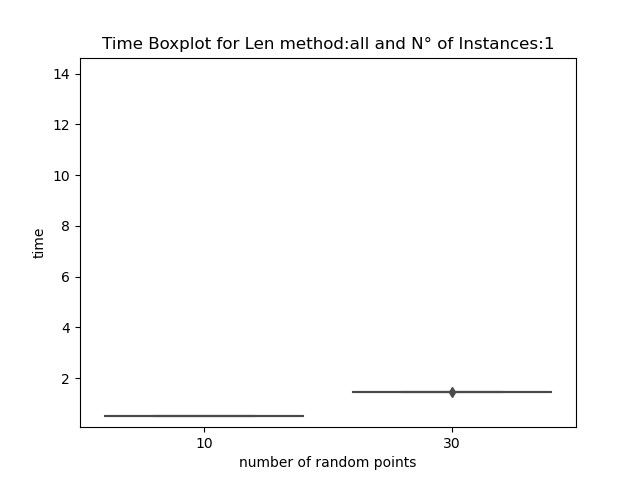 Time Boxplot for Len method:all and N° of Instances:1
14
12
10
8
6
4
2
time
10 30
number of random points